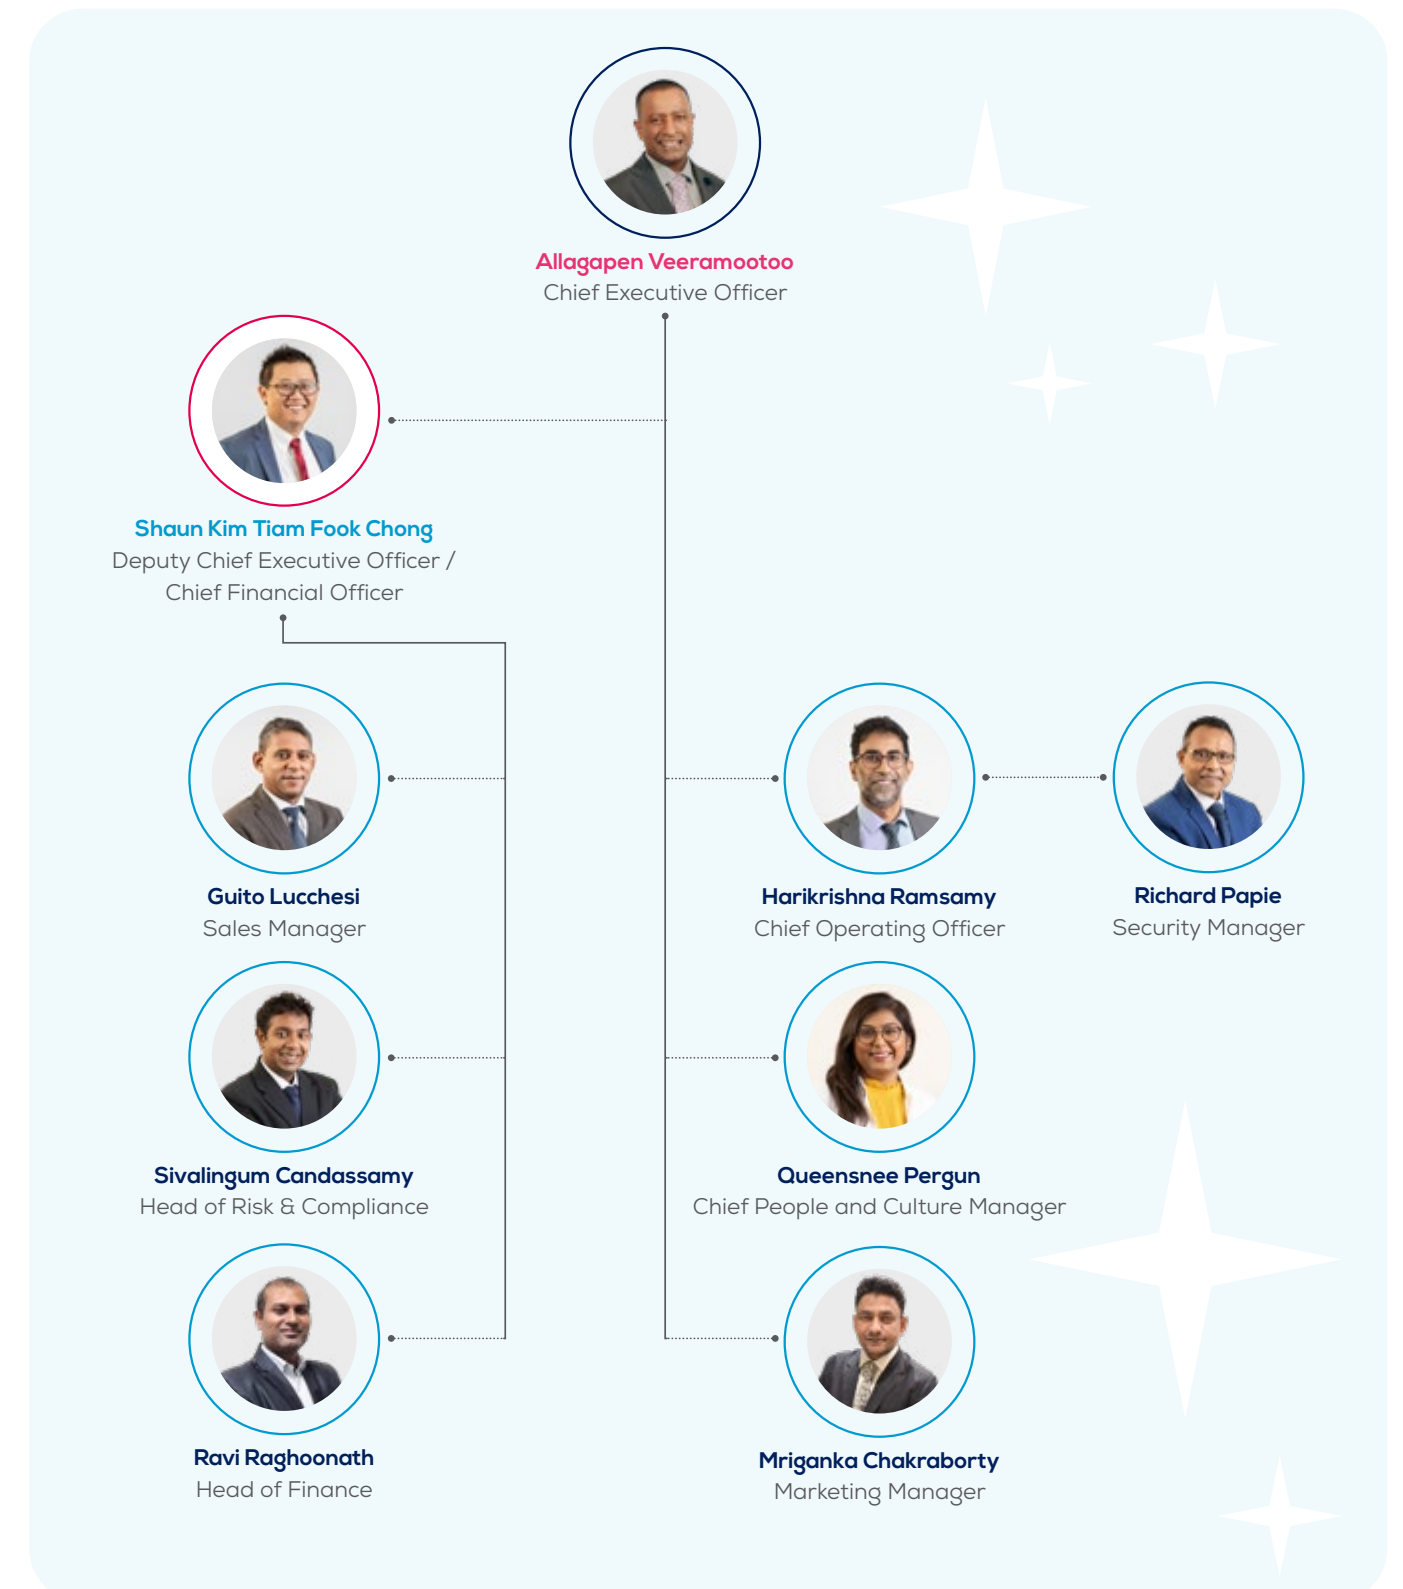 Allagapen Veeramootoo
Chief Executive Officer
Shaun Kim Tiam Fook Chong
Deputy Chief Executive Officer /
Chief Financial Officer
Guito Lucchesi
Sales Manager
Harikrishna Ramsamy
Chief Operating Officer
Richard Papie
Security Manager
Sivalingum Candassamy
Head of Risk & Compliance
Queensnee Pergun
Chief People and Culture Manager
Ravi Raghoonath
Head of Finance
Mriganka Chakraborty
Marketing Manager